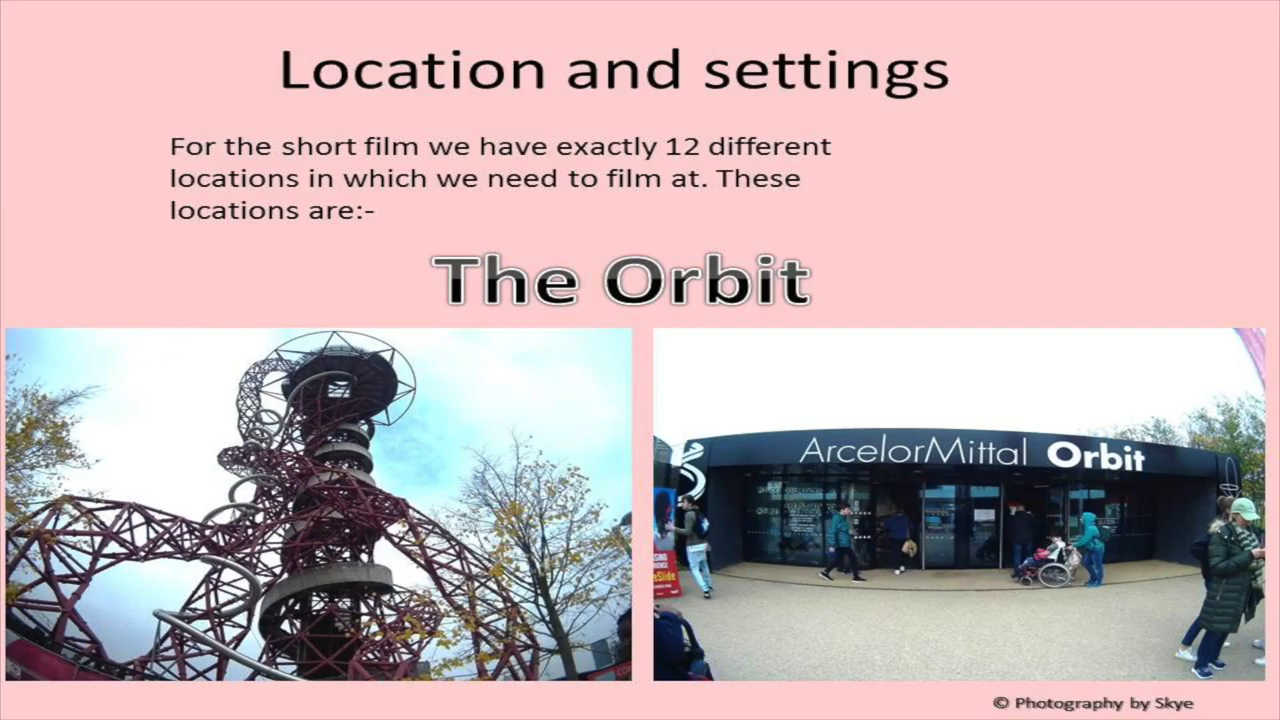 Location and settings
For the short film we have exactly 12 different
locations in which we need to film at. These
locations are:-
The Orbit
ArcelorMittal Orbit
© Photography by Skye